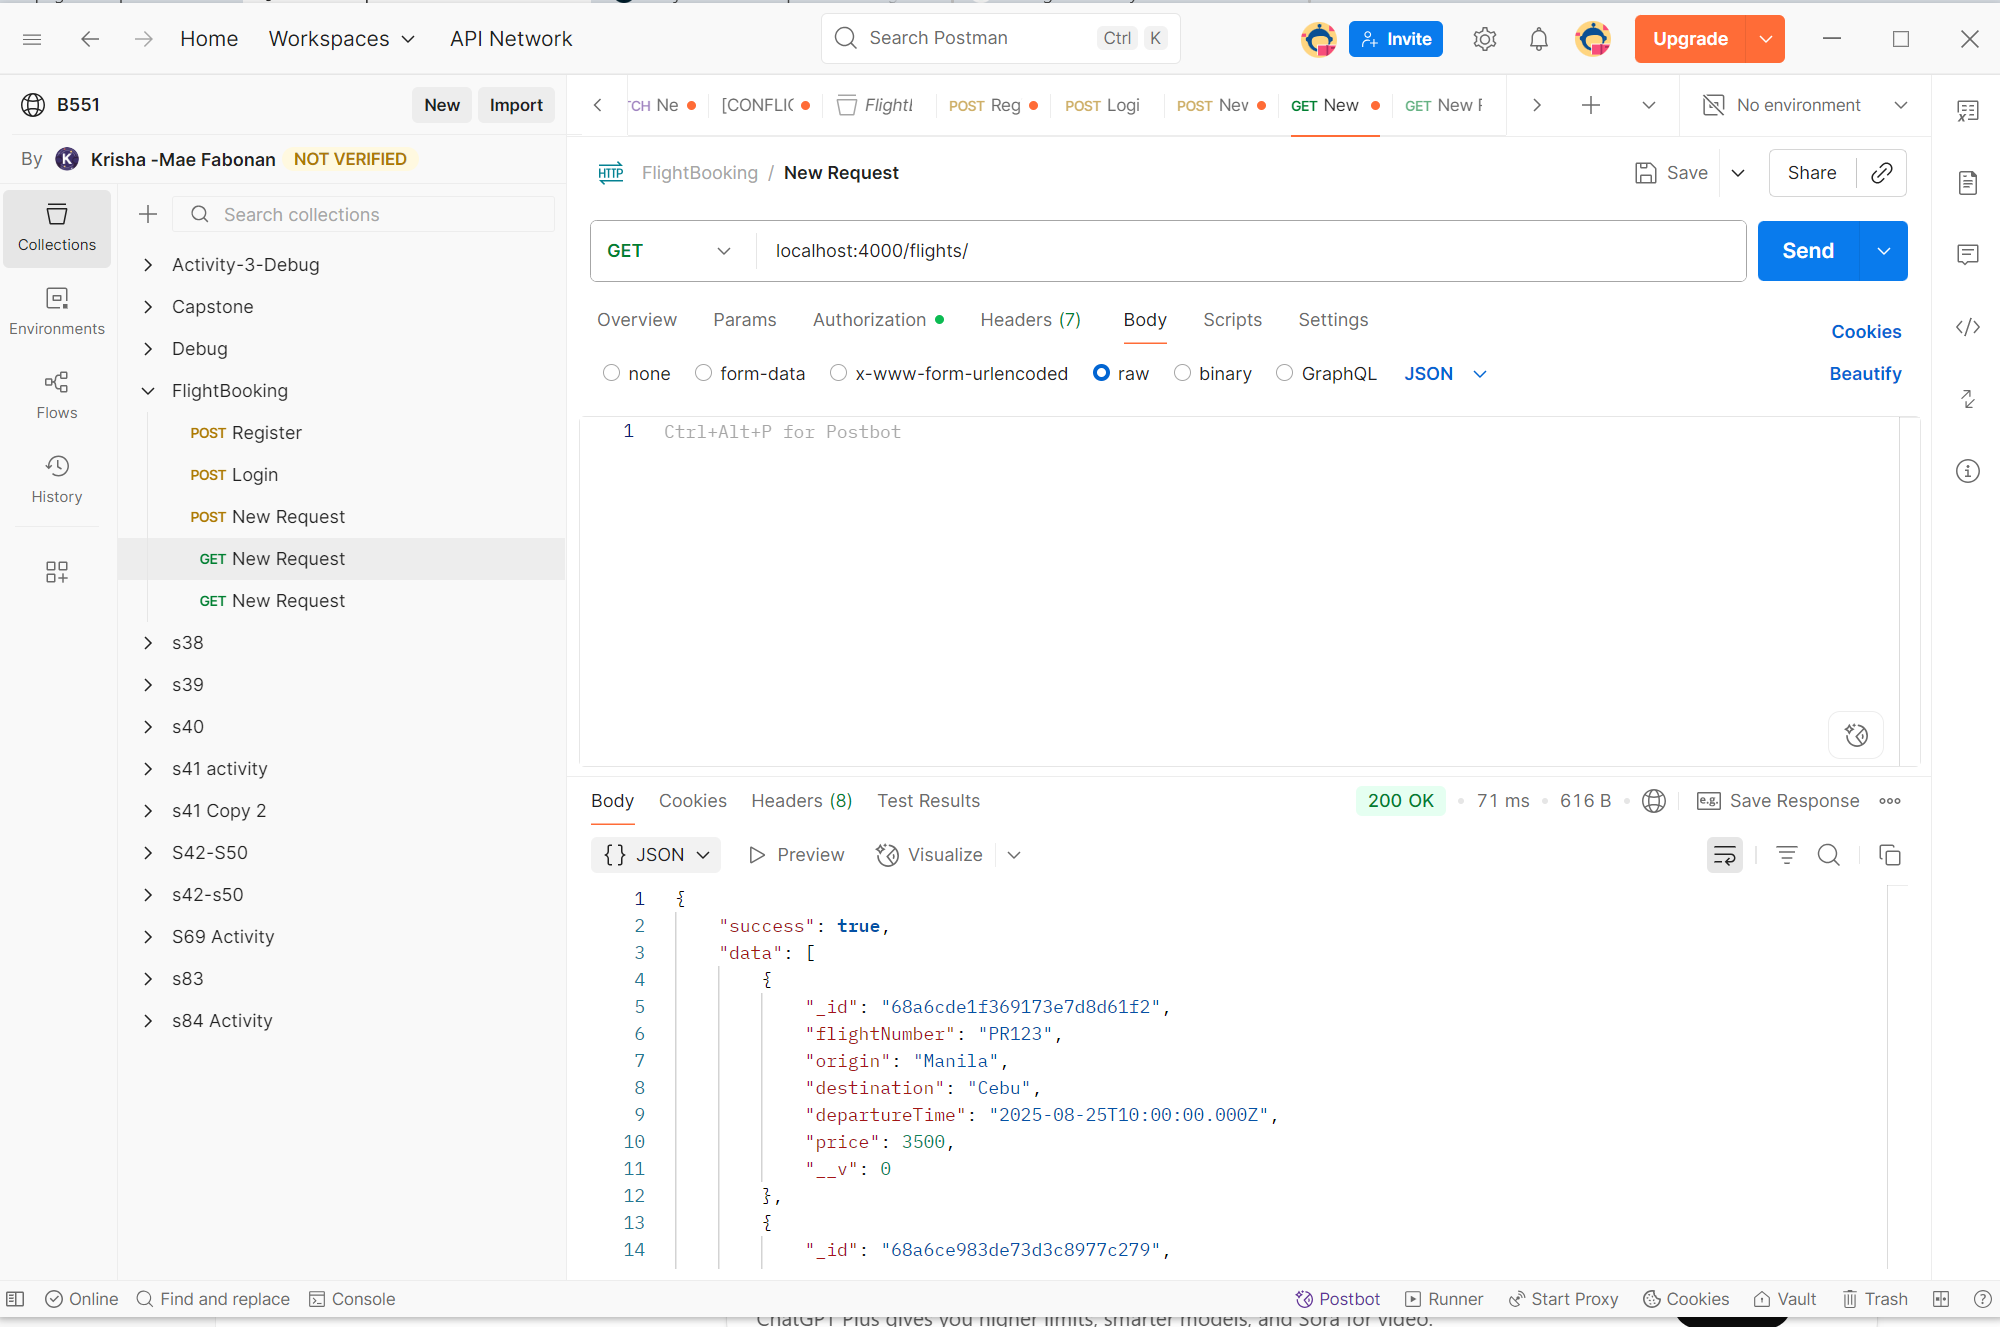 Home Workspaces API Network Search Postman Ctrl K Invite Upgrade
B551 New Import
CH Ne [CONFLIC Flight POST Reg POST Logi POST Nev GET New GET New No environment
By K Krisha -Mae Fabonan NOT VERIFIED
HTTP FlightBooking / New Request Save Share
Collections
Environments
Flows
History
Search collections
Activity-3-Debug
Capstone
Debug
FlightBooking
POST Register
POST Login
POST New Request
GET New Request
GET New Request
s38
s39
s40
s41 activity
s41 Copy 2
S42-S50
s42-s50
S69 Activity
s83
s84 Activity
GET localhost:4000/flights/ Send
Overview Params Authorization Headers (7) Body Scripts Settings Cookies
none form-data x-www-form-urlencoded raw binary GraphQL JSON Beautify
1 Ctrl+Alt+P for Postbot
Body Cookies Headers (8) Test Results 200 OK • 71 ms • 616 B • e.g. Save Response
{} JSON Preview Visualize
1 {
2 "success": true,
3 "data": [
4 {
5 "_id": "68a6cde1f369173e7d8d61f2",
6 "flightNumber": "PR123",
7 "origin": "Manila",
8 "destination": "Cebu",
9 "departureTime": "2025-08-25T10:00:00.000Z",
10 "price": 3500,
11 "__v": 0
12 },
13 {
14 "_id": "68a6ce983de73d3c8977c279",
Online Find and replace Console Postbot Runner Start Proxy Cookies Vault Trash
ChatGPT Plus gives you higher limits, smarter models, and Sora for video.